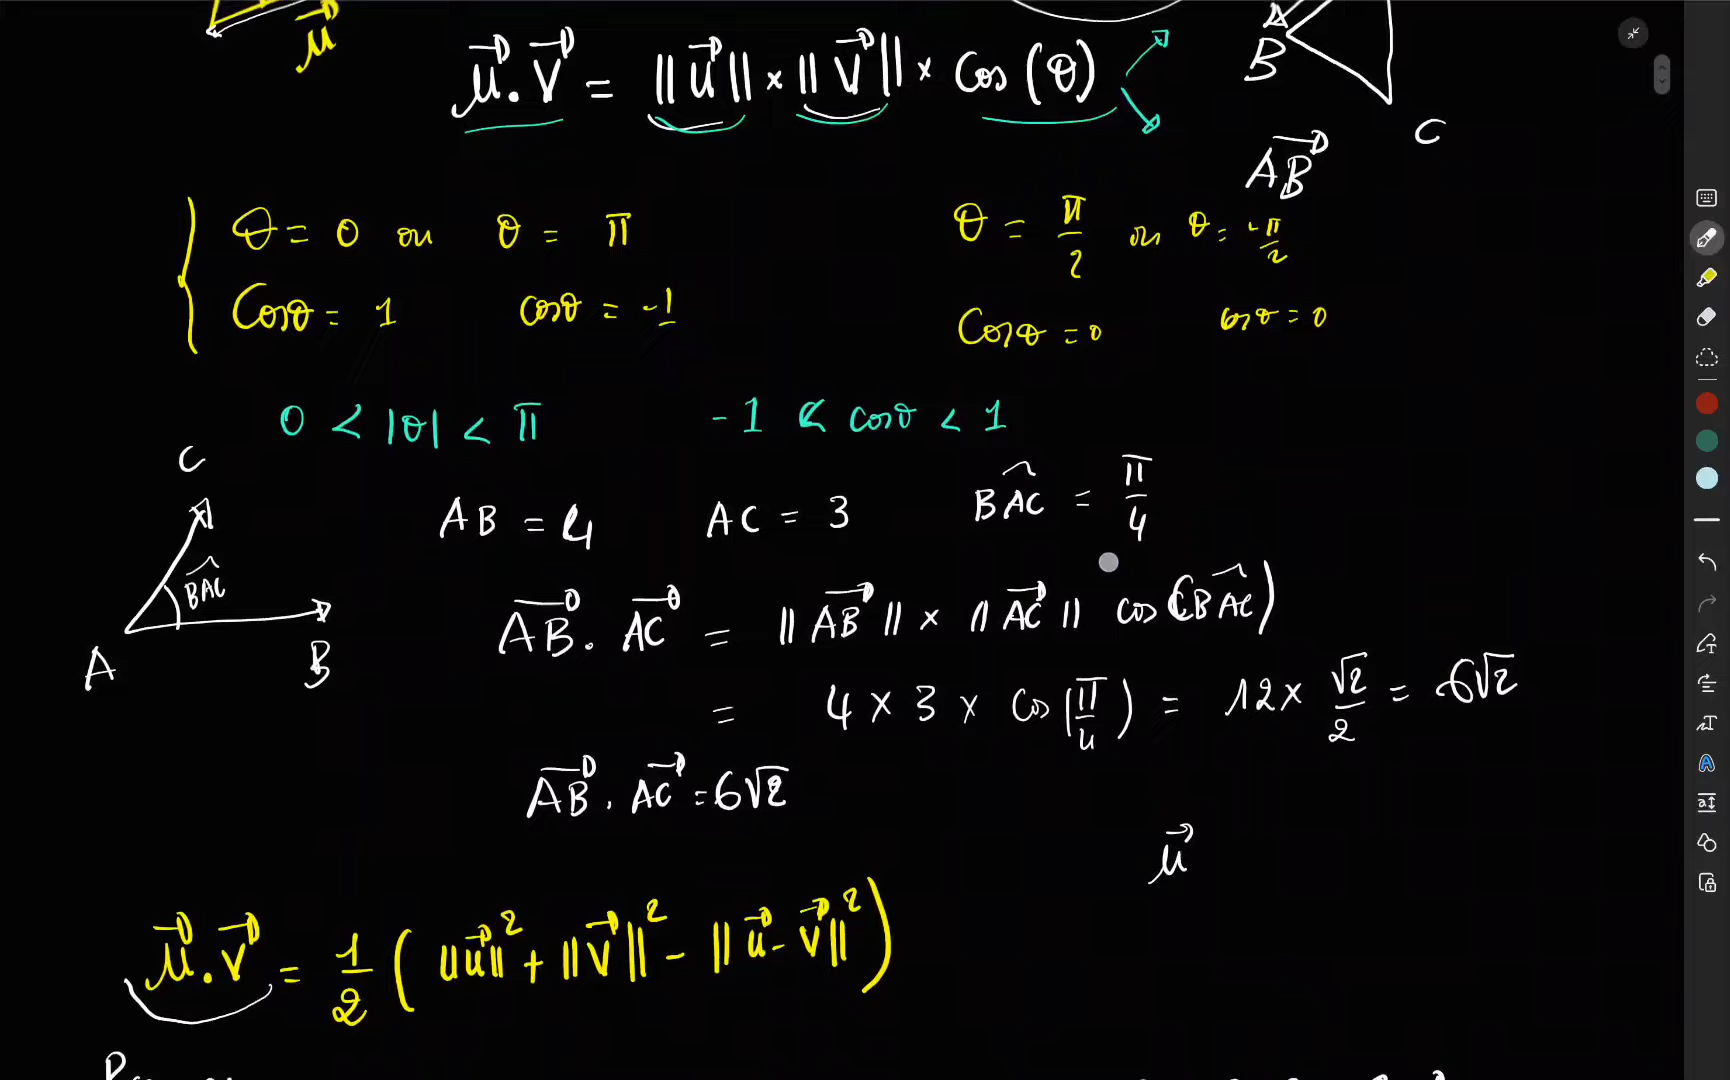 μ⃗
μ⃗ . V⃗ = ||u⃗|| × ||V⃗|| × Cos (θ)
B
C
AB⃗
θ = 0 ou θ = π
Cosθ = 1 cosθ = -1
θ = π/2 ou θ = -π/2
Cosθ = 0 cosθ = 0
0 < |θ| < π -1 < cosθ < 1
C
AB = 4 AC = 3 BAC^ = π/4
BAC^
A B
AB⃗ . AC⃗ = ||AB⃗|| × ||AC⃗|| cos (BAC^)
= 4 × 3 × Cos (π/4) = 12 × √2/2 = 6√2
AB⃗ . AC⃗ = 6√2
μ⃗
μ⃗ . V⃗ = 1/2 ( ||u⃗||² + ||V⃗||² - ||u⃗ - V⃗||² )